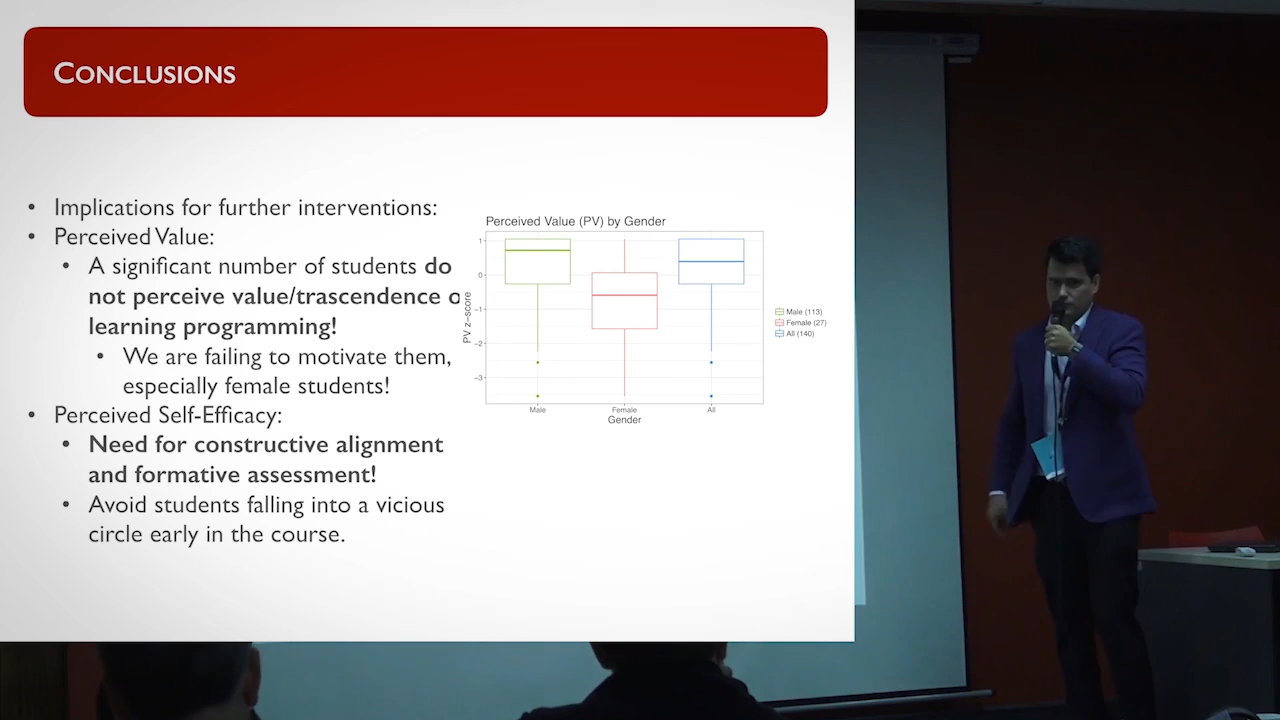 CONCLUSIONS
• Implications for further interventions:
• Perceived Value:
• A significant number of students do
not perceive value/trascendence o
learning programming!
• We are failing to motivate them,
especially female students!
• Perceived Self-Efficacy:
• Need for constructive alignment
and formative assessment!
• Avoid students falling into a vicious
circle early in the course.
Perceived Value (PV) by Gender
1
0
−1
−2
−3
PV z−score
Male
Female
All
Gender
Male (113)
Female (27)
All (140)